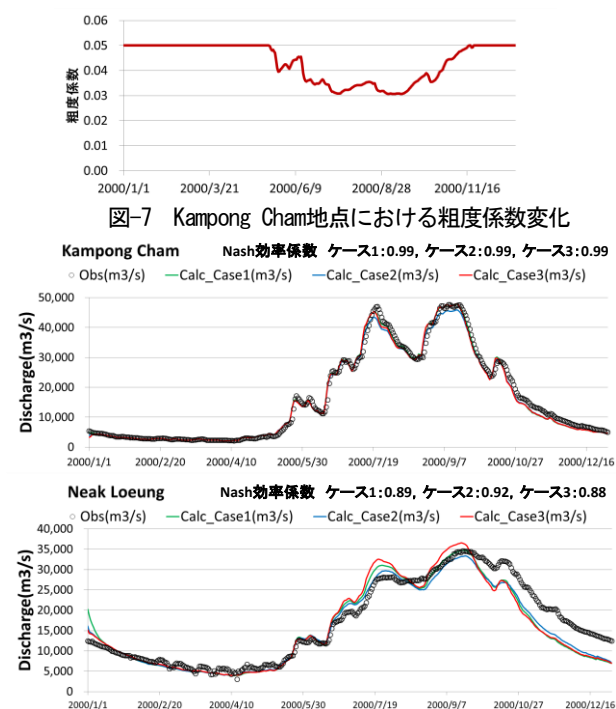 0.06
0.05
0.04
0.03
0.02
0.01
0.00
粗度係数
2000/1/1 2000/3/21 2000/6/9 2000/8/28 2000/11/16
図-7 Kampong Cham地点における粗度係数変化
Kampong Cham Nash効率係数 ケース1:0.99, ケース2:0.99, ケース3:0.99
Obs(m3/s) Calc_Case1(m3/s) Calc_Case2(m3/s) Calc_Case3(m3/s)
50,000
40,000
30,000
20,000
10,000
0
Discharge(m3/s)
2000/1/1 2000/2/20 2000/4/10 2000/5/30 2000/7/19 2000/9/7 2000/10/27 2000/12/16
Neak Loeung Nash効率係数 ケース1:0.89, ケース2:0.92, ケース3:0.88
Obs(m3/s) Calc_Case1(m3/s) Calc_Case2(m3/s) Calc_Case3(m3/s)
40,000
35,000
30,000
25,000
20,000
15,000
10,000
5,000
0
Discharge(m3/s)
2000/1/1 2000/2/20 2000/4/10 2000/5/30 2000/7/19 2000/9/7 2000/10/27 2000/12/16